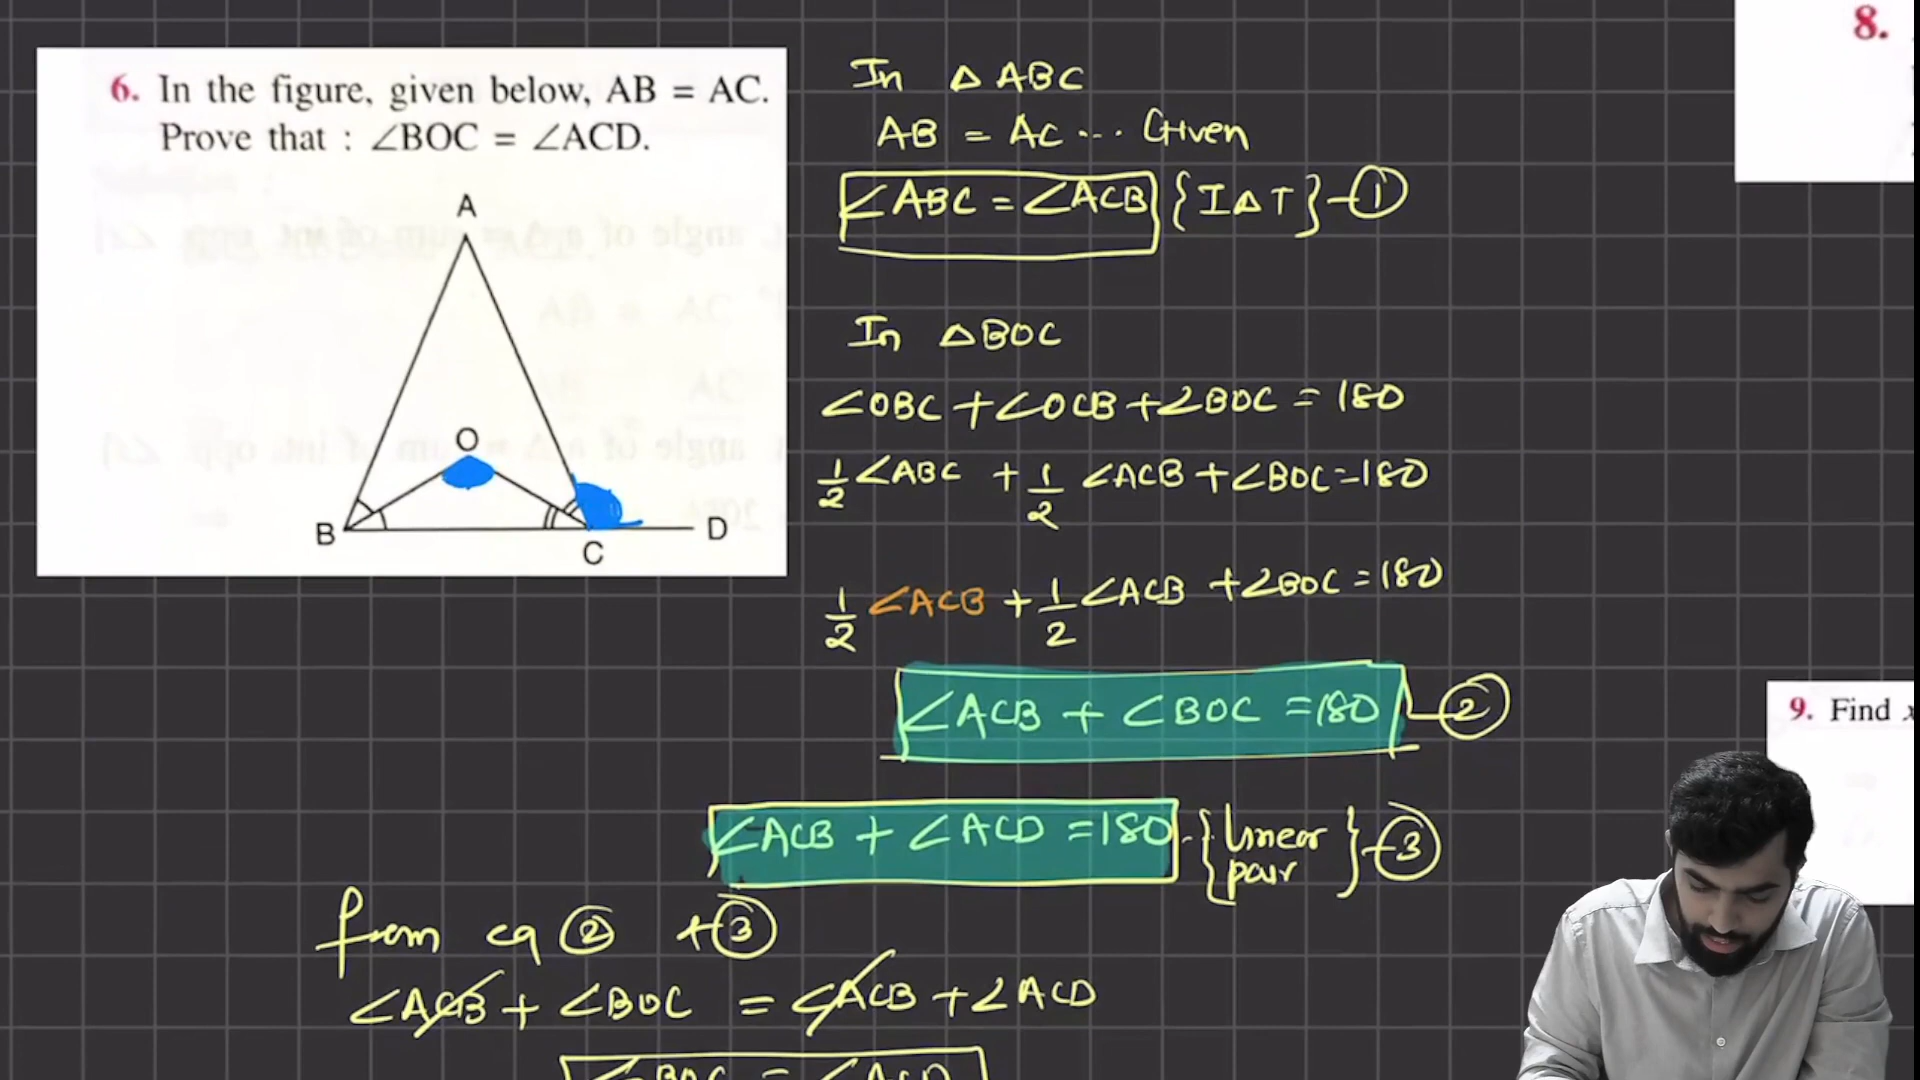 6. In the figure, given below, AB = AC.
Prove that : ∠BOC = ∠ACD.
A
O
B
C
D
In △ ABC
AB = AC ... Given
∠ABC = ∠ACB {I△T} - ①
In △BOC
∠OBC + ∠OCB + ∠BOC = 180
1/2 ∠ABC + 1/2 ∠ACB + ∠BOC = 180
1/2 ∠ACB + 1/2 ∠ACB + ∠BOC = 180
∠ACB + ∠BOC = 180 - ②
∠ACB + ∠ACD = 180 - {linear pair} - ③
from eq ② + ③
∠ACB + ∠BOC = ∠ACB + ∠ACD
∠BOC = ∠ACD
8.
9. Find x